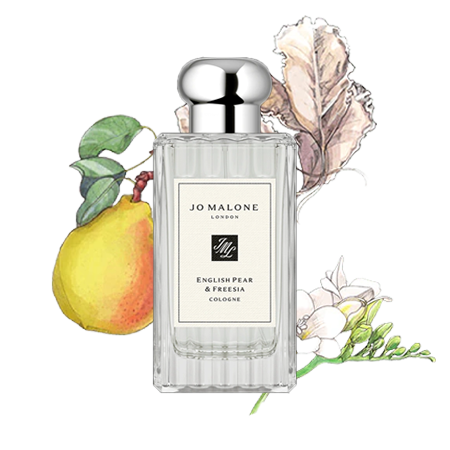 JO MALONE
LONDON
JML
ENGLISH PEAR
& FREESIA
COLOGNE